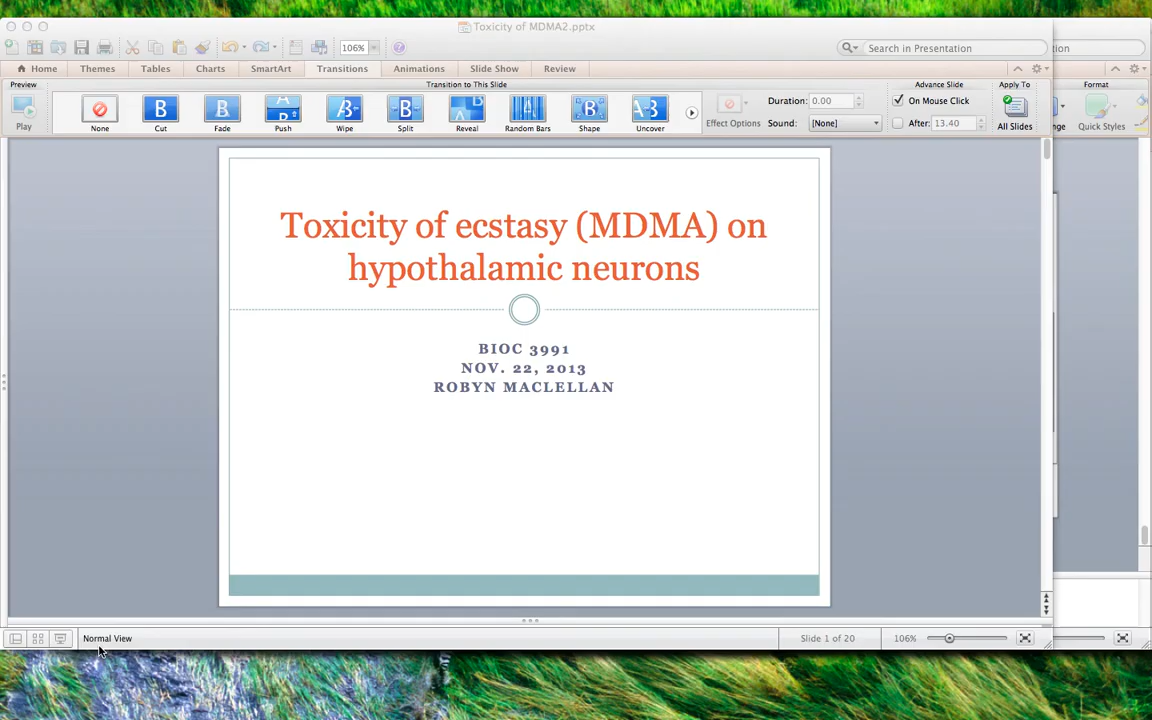 Toxicity of MDMA2.pptx
106%
Search in Presentation
tion
Home Themes Tables Charts SmartArt Transitions Animations Slide Show Review
Preview Transition to This Slide Advance Slide Apply To Format
Play
None Cut Fade Push Wipe Split Reveal Random Bars Shape Uncover
Effect Options
Duration: 0.00
Sound: [None]
On Mouse Click
After: 13.40
All Slides
nge Quick Styles
Toxicity of ecstasy (MDMA) on
hypothalamic neurons
BIOC 3991
NOV. 22, 2013
ROBYN MACLELLAN
Normal View Slide 1 of 20 106%